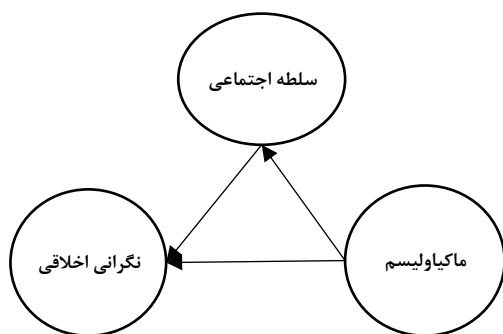 سلطه اجتماعی
ماکیاولیسم
نگرانی اخلاقی